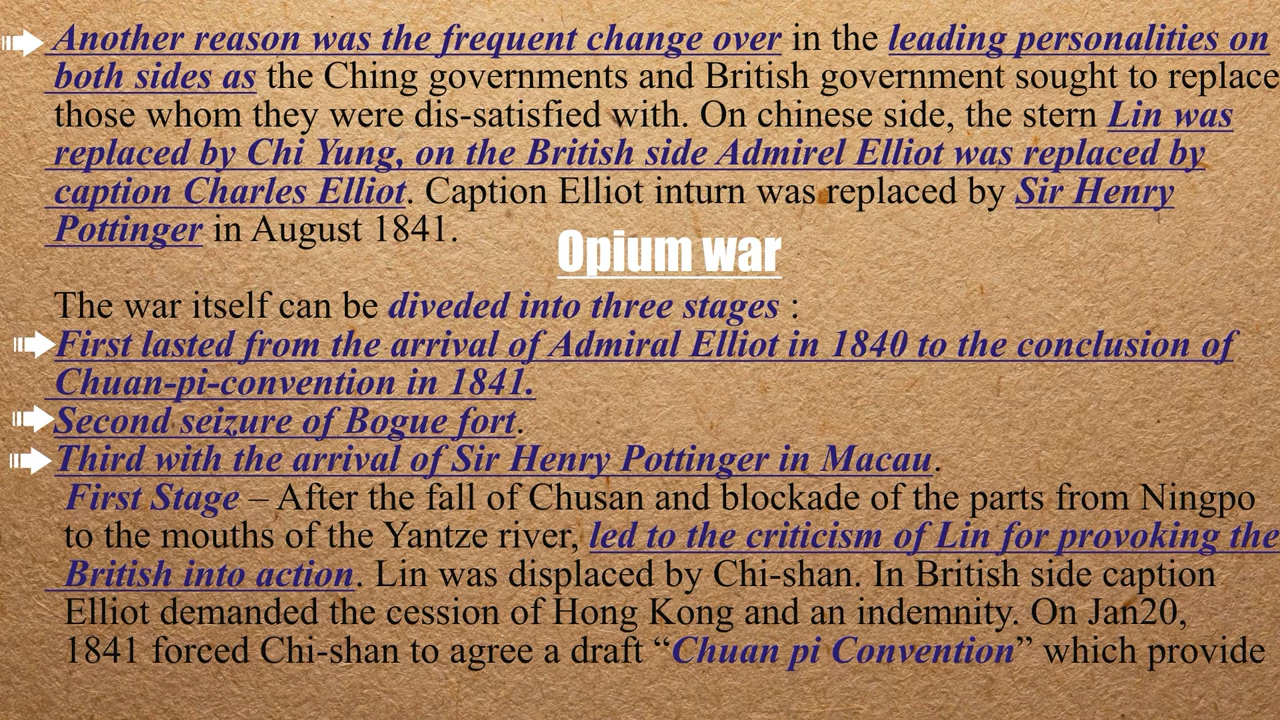 Another reason was the frequent change over in the leading personalities on
both sides as the Ching governments and British government sought to replace
those whom they were dis-satisfied with. On chinese side, the stern Lin was
replaced by Chi Yung, on the British side Admirel Elliot was replaced by
caption Charles Elliot. Caption Elliot inturn was replaced by Sir Henry
Pottinger in August 1841.
Opium war
The war itself can be diveded into three stages :
First lasted from the arrival of Admiral Elliot in 1840 to the conclusion of
Chuan-pi-convention in 1841.
Second seizure of Bogue fort.
Third with the arrival of Sir Henry Pottinger in Macau.
First Stage – After the fall of Chusan and blockade of the parts from Ningpo
to the mouths of the Yantze river, led to the criticism of Lin for provoking the
British into action. Lin was displaced by Chi-shan. In British side caption
Elliot demanded the cession of Hong Kong and an indemnity. On Jan20,
1841 forced Chi-shan to agree a draft “Chuan pi Convention” which provide